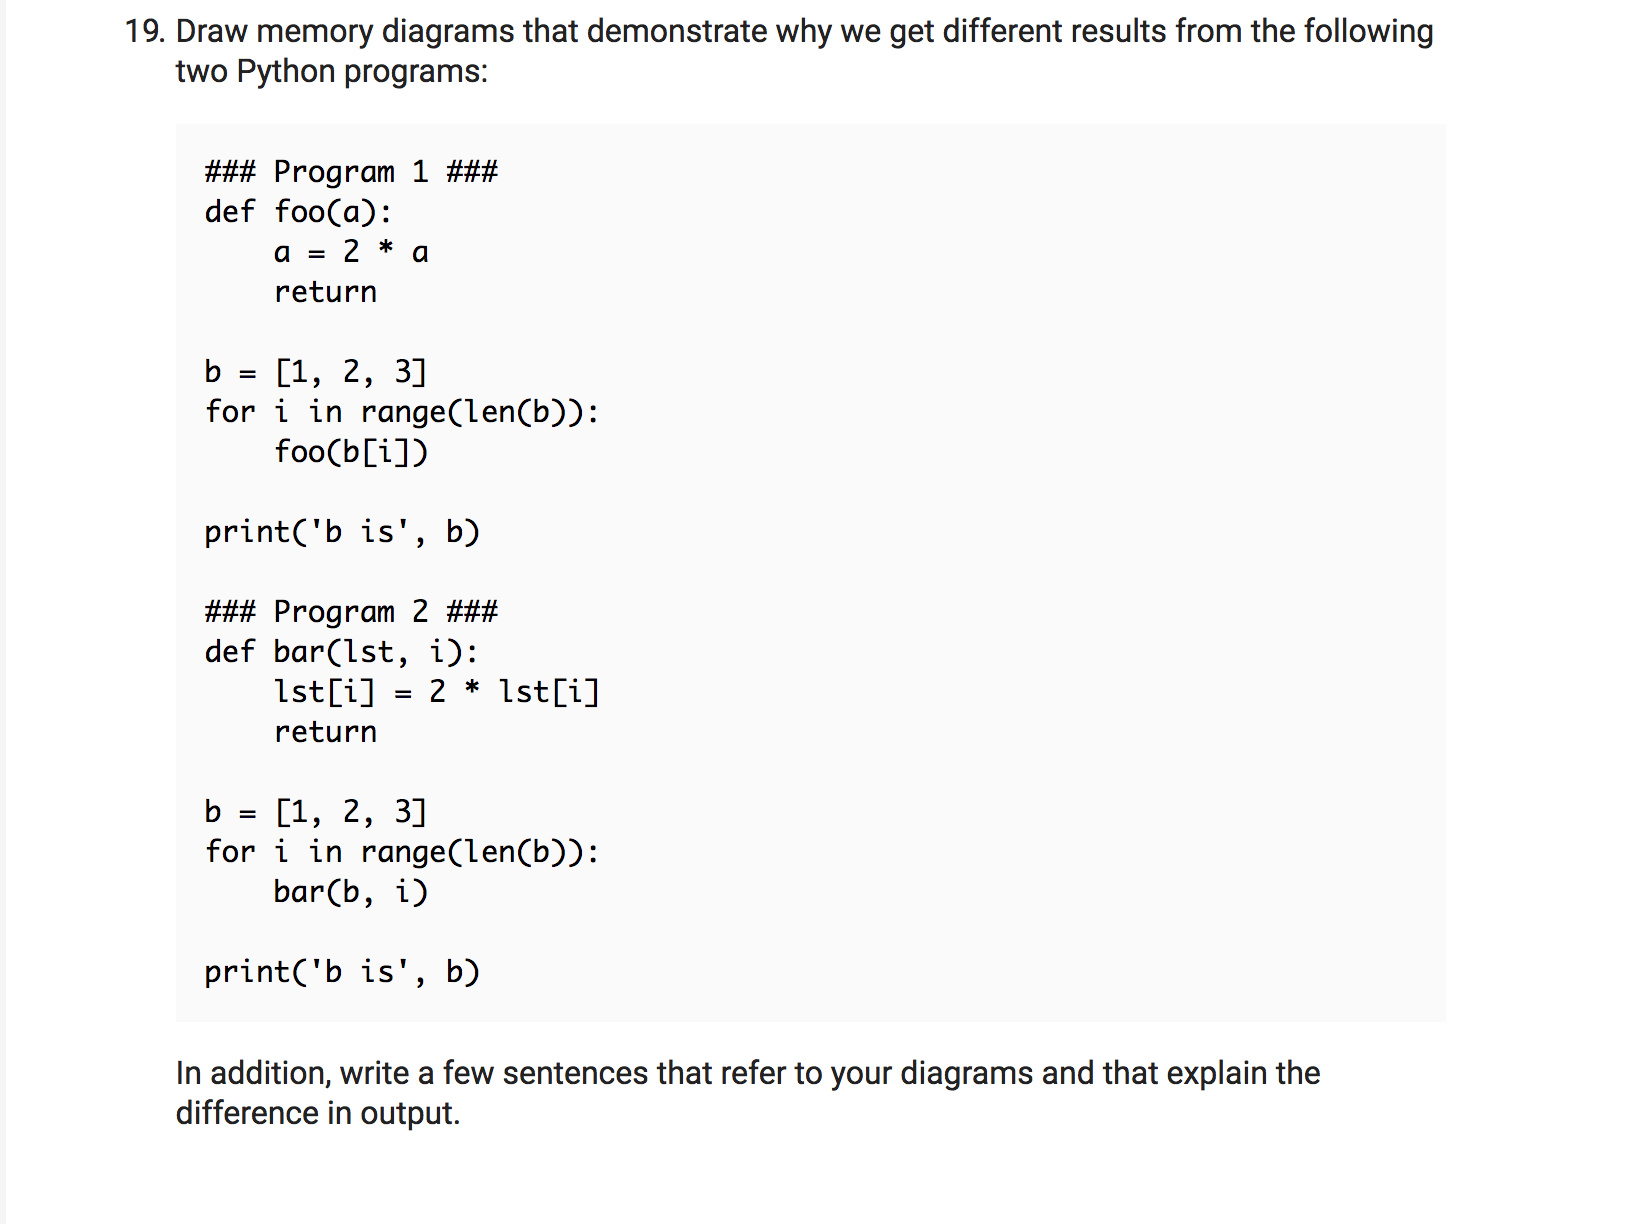 19. Draw memory diagrams that demonstrate why we get different results from the following
two Python programs:
### Program 1 ###
def foo(a):
    a = 2 * a
    return
b = [1, 2, 3]
for i in range(len(b)):
    foo(b[i])
print('b is', b)
### Program 2 ###
def bar(lst, i):
    lst[i] = 2 * lst[i]
    return
b = [1, 2, 3]
for i in range(len(b)):
    bar(b, i)
print('b is', b)
In addition, write a few sentences that refer to your diagrams and that explain the
difference in output.